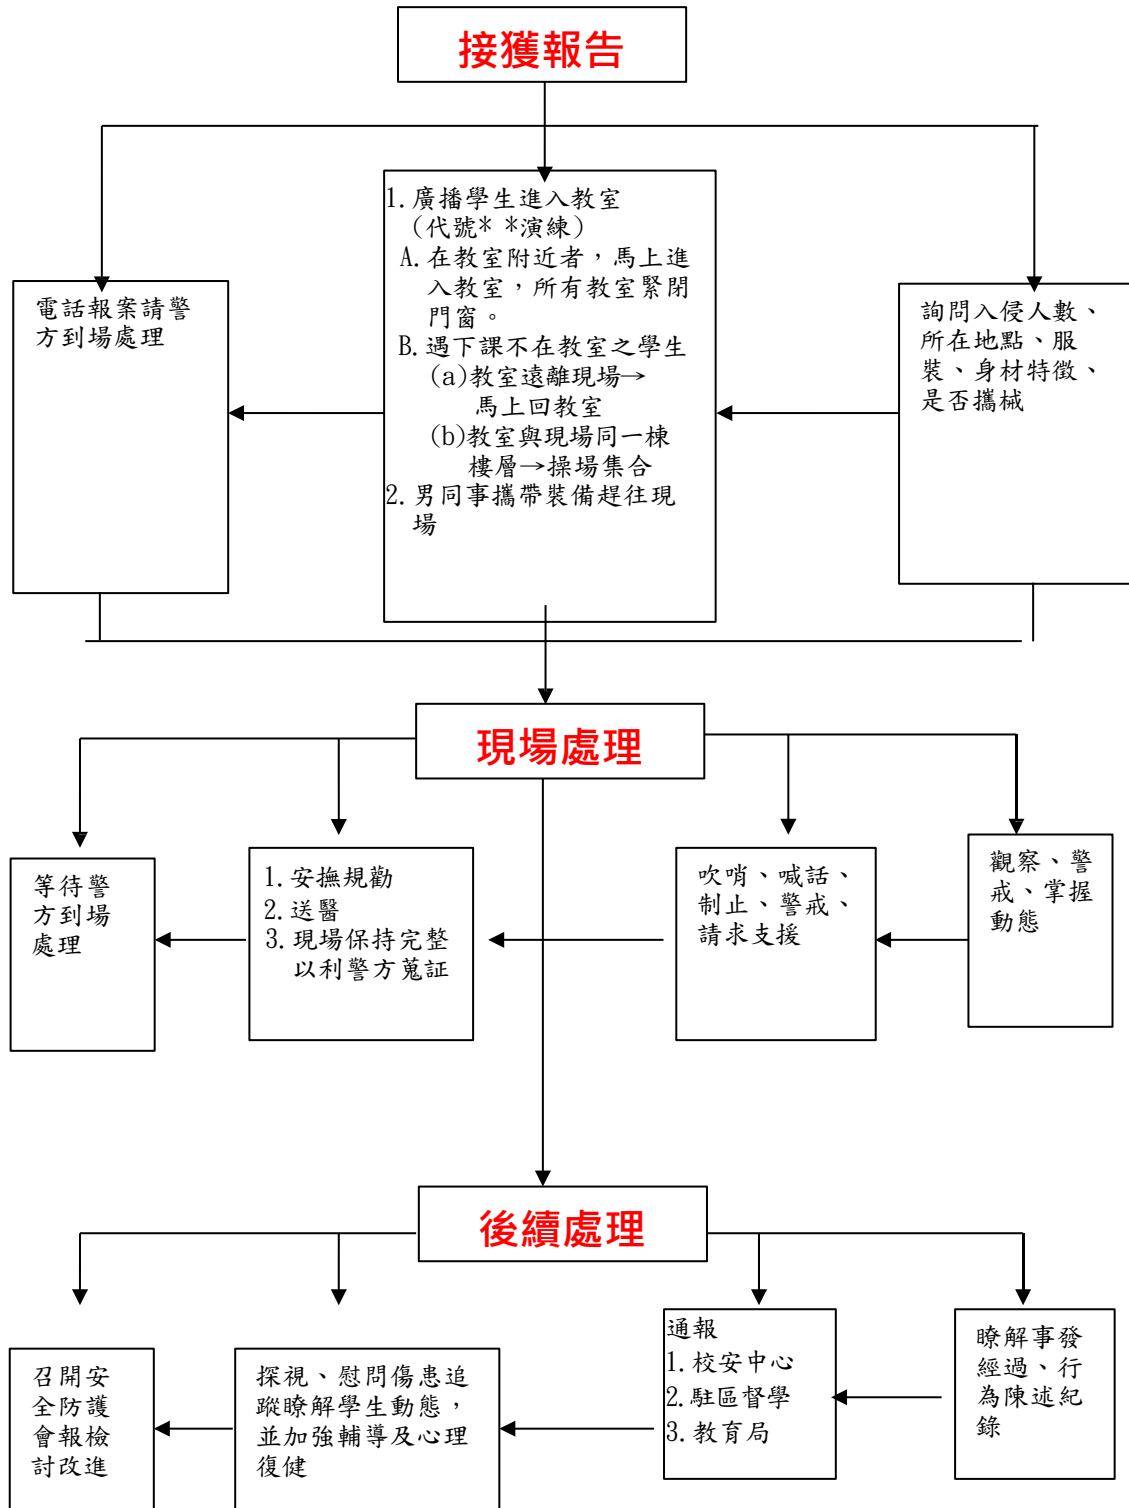 接獲報告
電話報案請警
方到場處理
1.廣播學生進入教室
(代號* *演練)
A.在教室附近者，馬上進
入教室，所有教室緊閉
門窗。
B.遇下課不在教室之學生
(a)教室遠離現場→
馬上回教室
(b)教室與現場同一棟
樓層→操場集合
2.男同事攜帶裝備趕往現
場
詢問入侵人數、
所在地點、服
裝、身材特徵、
是否攜械
現場處理
等待警
方到場
處理
1.安撫規勸
2.送醫
3.現場保持完整
以利警方蒐証
吹哨、喊話、
制止、警戒、
請求支援
觀察、警
戒、掌握
動態
後續處理
召開安
全防護
會報檢
討改進
探視、慰問傷患追
蹤瞭解學生動態，
並加強輔導及心理
復健
通報
1.校安中心
2.駐區督學
3.教育局
瞭解事發
經過、行
為陳述紀
錄